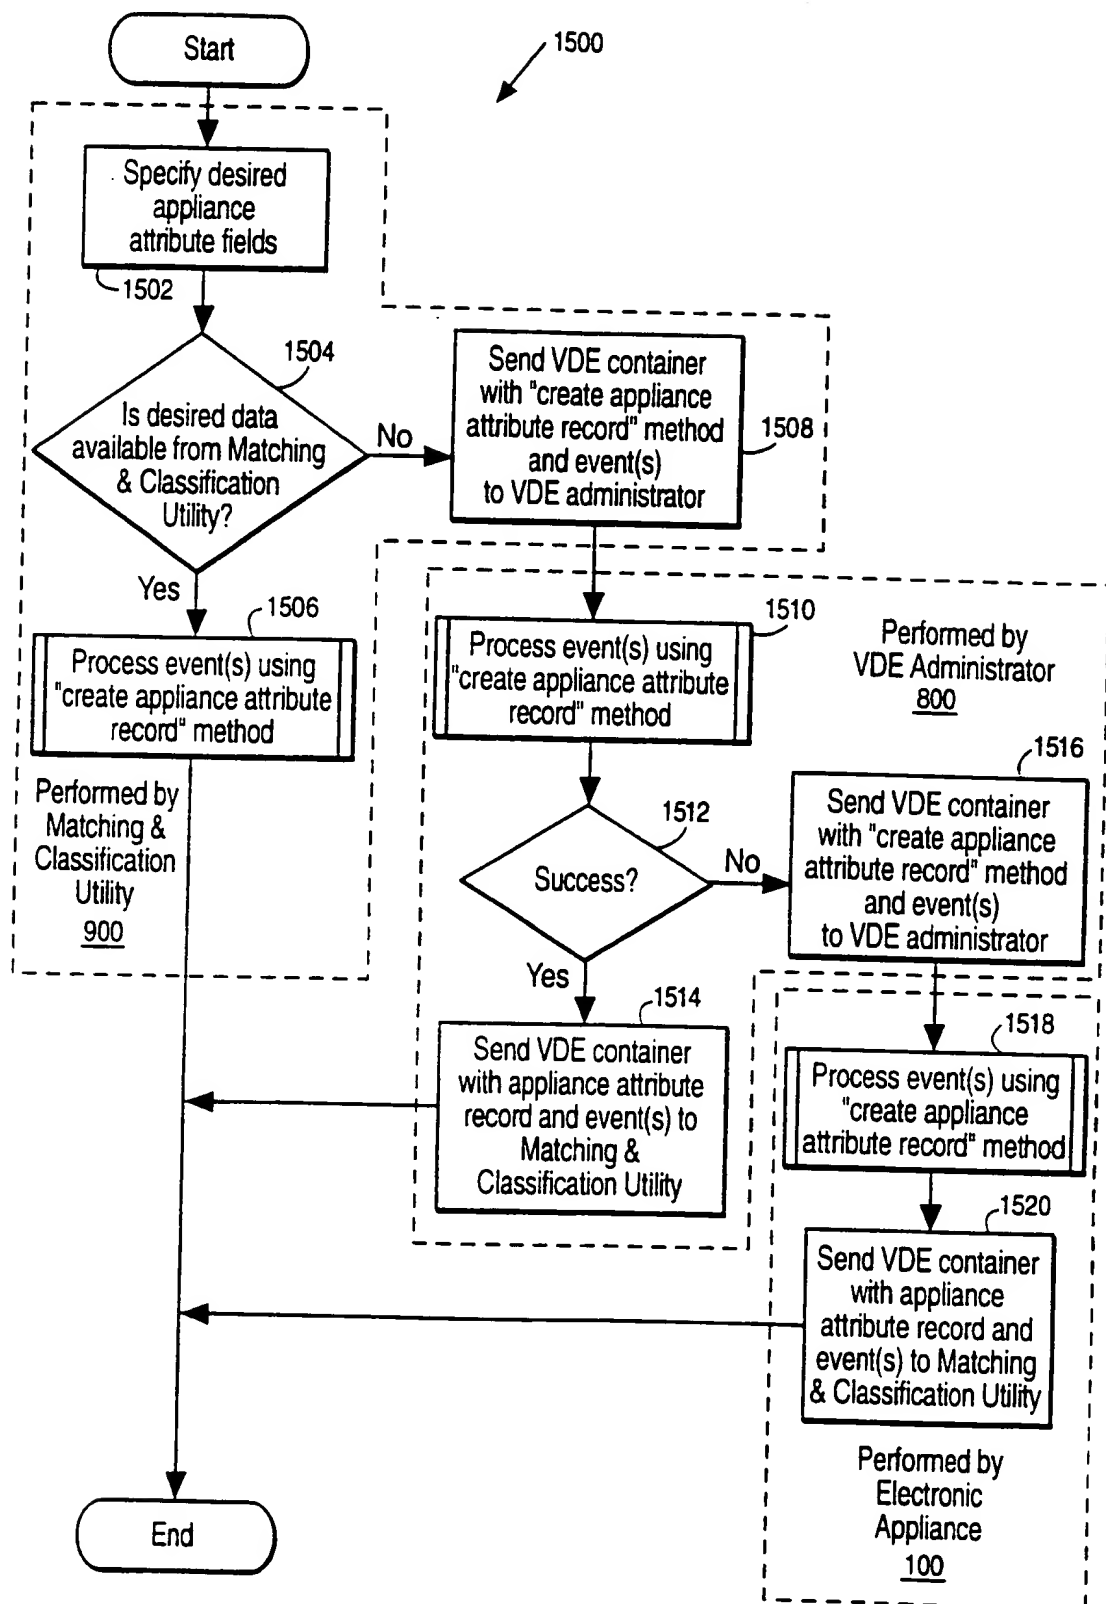 Start
1500
Specify desired
appliance
attribute fields
1502
1504
Is desired data
available from Matching
& Classification
Utility?
No
Yes
Send VDE container
with "create appliance
attribute record" method
and event(s)
to VDE administrator
1508
1506
Process event(s) using
"create appliance attribute
record" method
Performed by
Matching &
Classification
Utility
900
1510
Process event(s) using
"create appliance attribute
record" method
Performed by
VDE Administrator
800
1512
Success?
No
Yes
1516
Send VDE container
with "create appliance
attribute record" method
and event(s)
to VDE administrator
1514
Send VDE container
with appliance attribute
record and event(s) to
Matching &
Classification Utility
1518
Process event(s) using
"create appliance
attribute record" method
1520
Send VDE container
with appliance
attribute record and
event(s) to Matching
& Classification Utility
Performed by
Electronic
Appliance
100
End